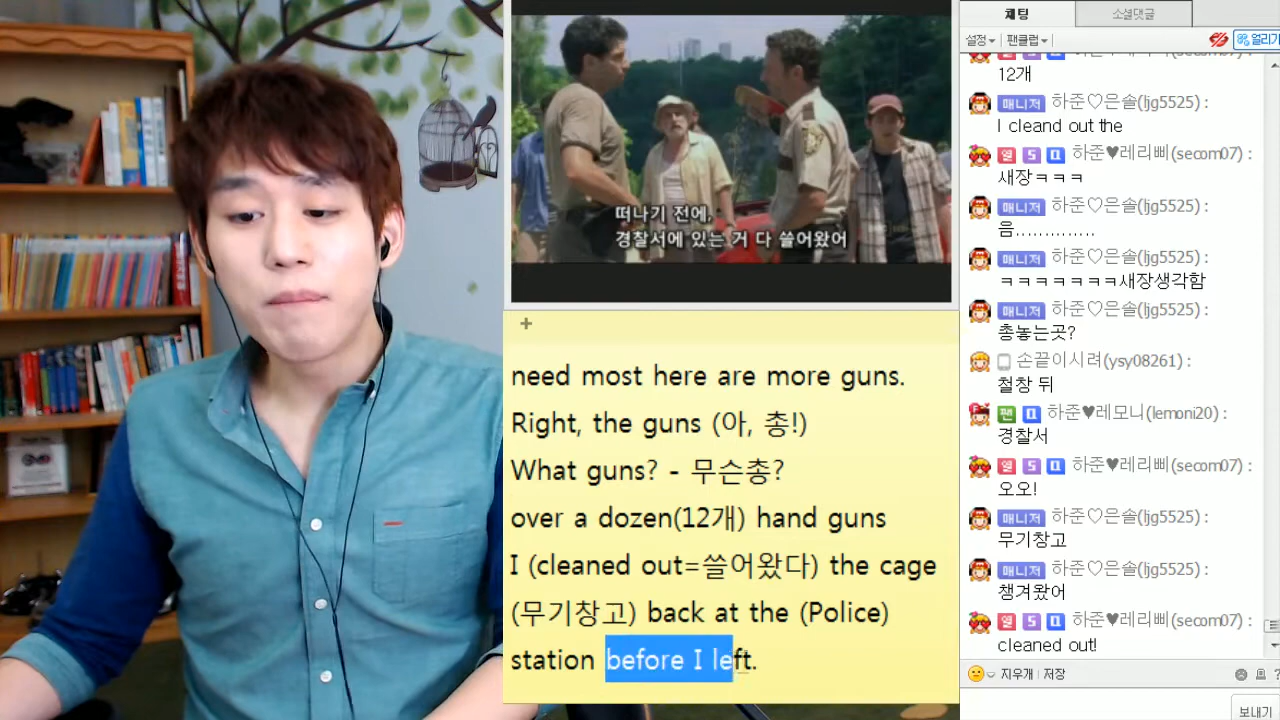 떠나기 전에,
경찰서에 있는 거 다 쓸어왔어
+
need most here are more guns.
Right, the guns (아, 총!)
What guns? - 무슨총?
over a dozen(12개) hand guns
I (cleaned out=쓸어왔다) the cage
(무기창고) back at the (Police)
station before I left.
채팅
소셜댓글
설정
팬클럽
얼리기
12개
매니저 하준♡은솔(ljg5525) :
I cleand out the
열 S 하준♥레리삐(secom07) :
새장ㅋㅋㅋ
매니저 하준♡은솔(ljg5525) :
음..............
매니저 하준♡은솔(ljg5525) :
ㅋㅋㅋㅋㅋㅋㅋ새장생각함
매니저 하준♡은솔(ljg5525) :
총놓는곳?
손끝이시려(ysy08261) :
철창 뒤
팬 하준♥레모니(lemoni20) :
경찰서
열 S 하준♥레리삐(secom07) :
오오!
매니저 하준♡은솔(ljg5525) :
무기창고
매니저 하준♡은솔(ljg5525) :
챙겨왔어
열 S 하준♥레리삐(secom07) :
cleaned out!
지우개 | 저장
보내기